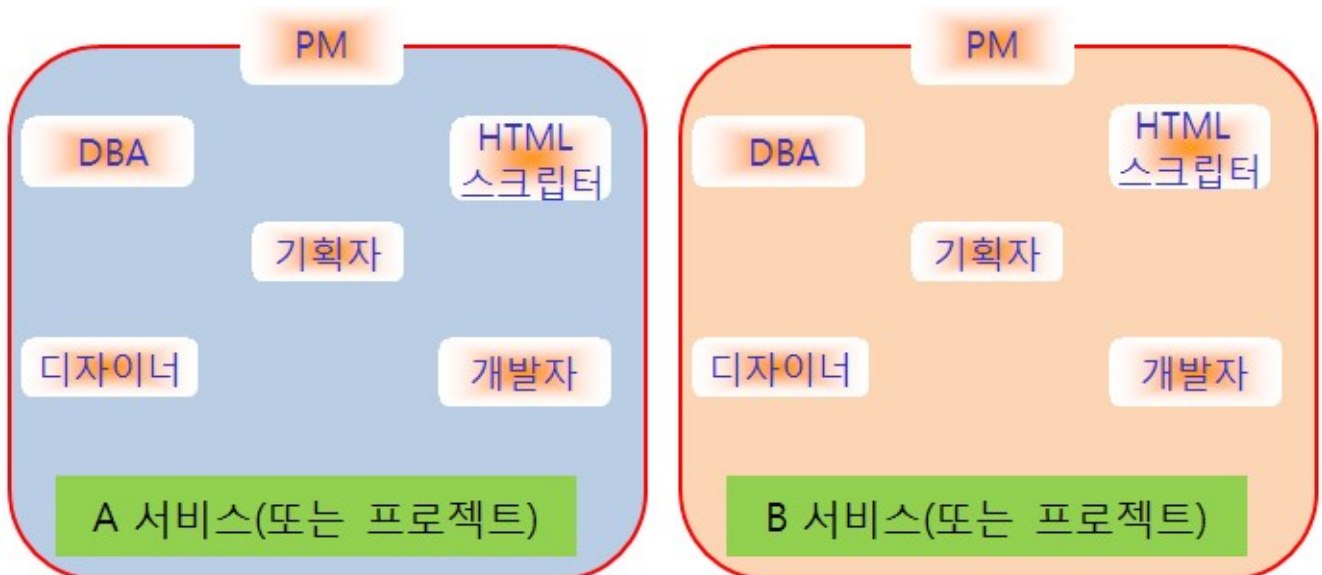 PM
DBA
HTML
스크립터
기획자
디자이너
개발자
A 서비스(또는 프로젝트)
PM
DBA
HTML
스크립터
기획자
디자이너
개발자
B 서비스(또는 프로젝트)